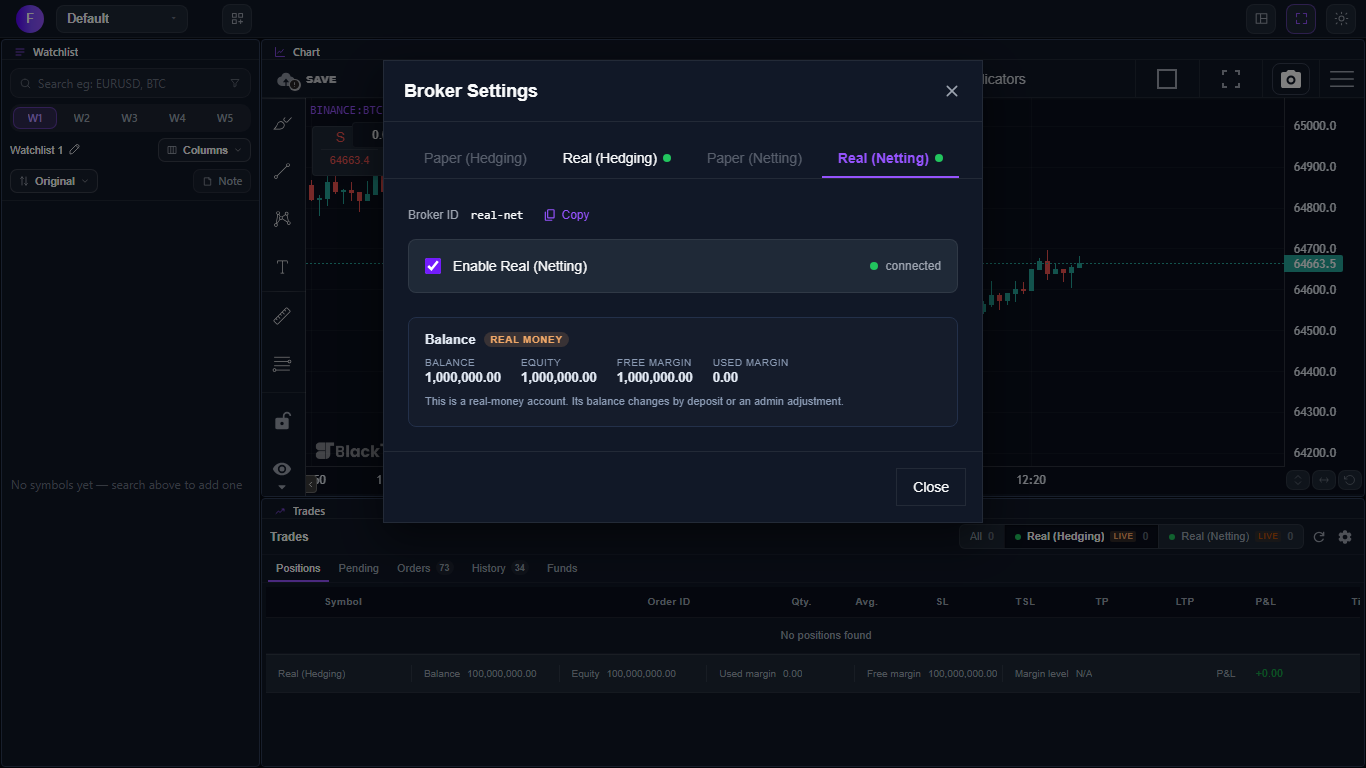 F Default
Watchlist
Search eg: EURUSD, BTC
W1 W2 W3 W4 W5
Watchlist 1 Columns
Original Note
No symbols yet — search above to add one
Chart
SAVE
BINANCE:BTC
S
64663.4
0.
dicators
Broker Settings
Paper (Hedging) Real (Hedging) Paper (Netting) Real (Netting)
Broker ID real-net Copy
Enable Real (Netting) connected
Balance REAL MONEY
BALANCE EQUITY FREE MARGIN USED MARGIN
1,000,000.00 1,000,000.00 1,000,000.00 0.00
This is a real-money account. Its balance changes by deposit or an admin adjustment.
Close
65000.0
64900.0
64800.0
64700.0
64663.5
64600.0
64500.0
64400.0
64300.0
64200.0
12:20
Trades
Trades
All 0 Real (Hedging) LIVE 0 Real (Netting) LIVE 0
Positions Pending Orders 73 History 34 Funds
Symbol Order ID Qty. Avg. SL TSL TP LTP P&L Ti
No positions found
Real (Hedging) Balance 100,000,000.00 Equity 100,000,000.00 Used margin 0.00 Free margin 100,000,000.00 Margin level N/A P&L +0.00